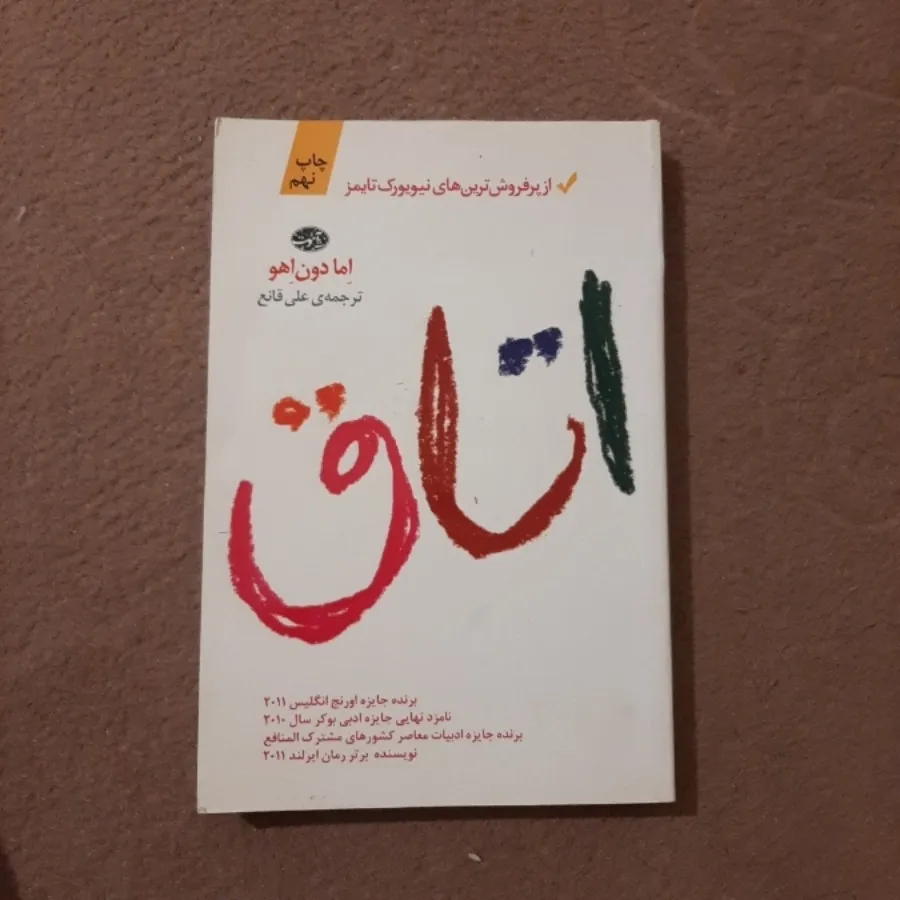 چاپ
نهم
از پرفروش‌ترین‌های نیویورک تایمز
اِما دون‌اِهو
ترجمه‌ی علی قانع
اتاق
برنده جایزه اورنج انگلیس ۲۰۱۱
نامزد نهایی جایزه ادبی بوکر سال ۲۰۱۰
برنده جایزه ادبیات معاصر کشورهای مشترک المنافع
نویسنده برتر رمان ایرلند ۲۰۱۱